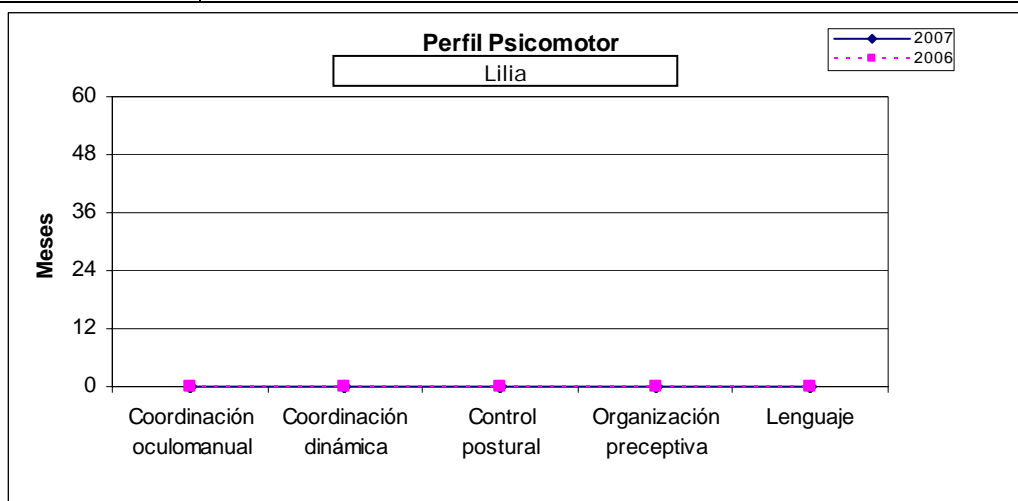 Perfil Psicomotor
Lilia
2007
2006
60
48
36
24
12
0
Meses
Coordinación oculomanual
Coordinación dinámica
Control postural
Organización preceptiva
Lenguaje